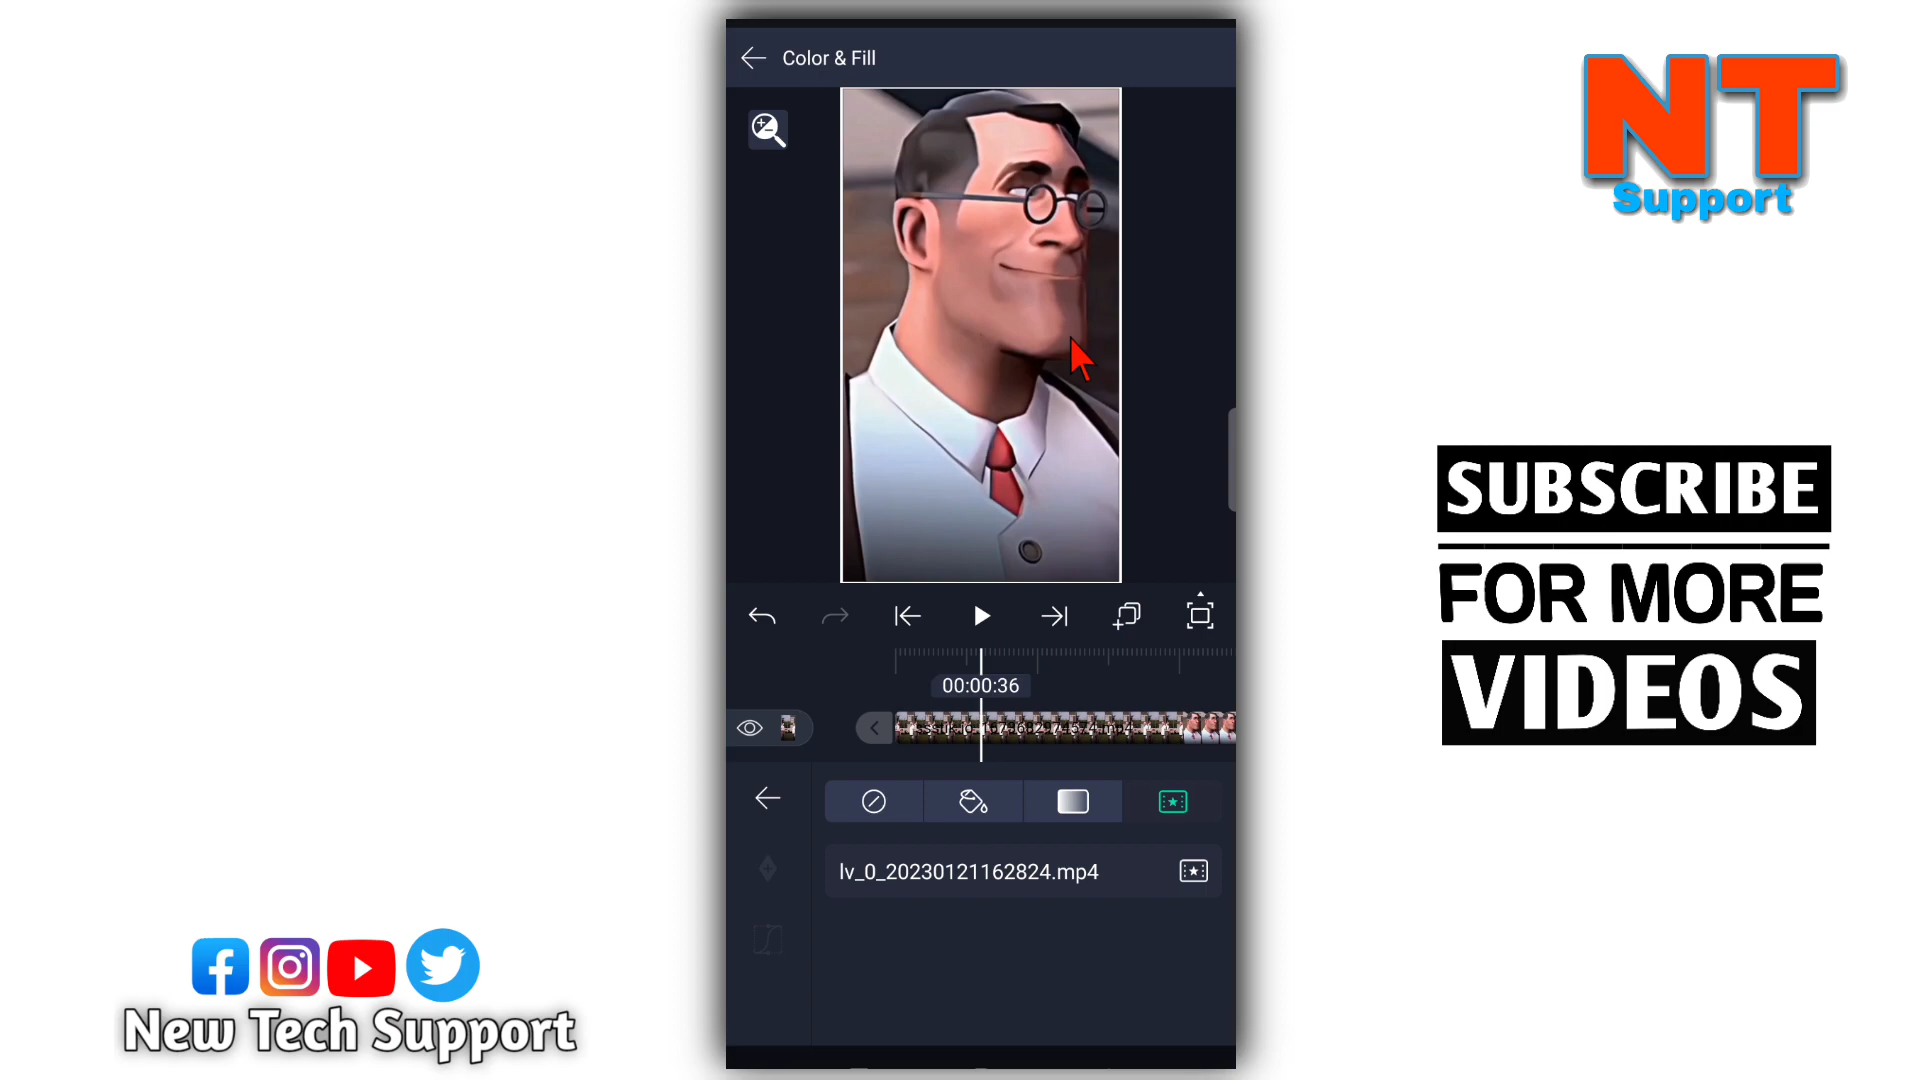 Color & Fill
NT
Support
SUBSCRIBE
FOR MORE
VIDEOS
00:00:36
lv_0_20230121162824.mp4
New Tech Support